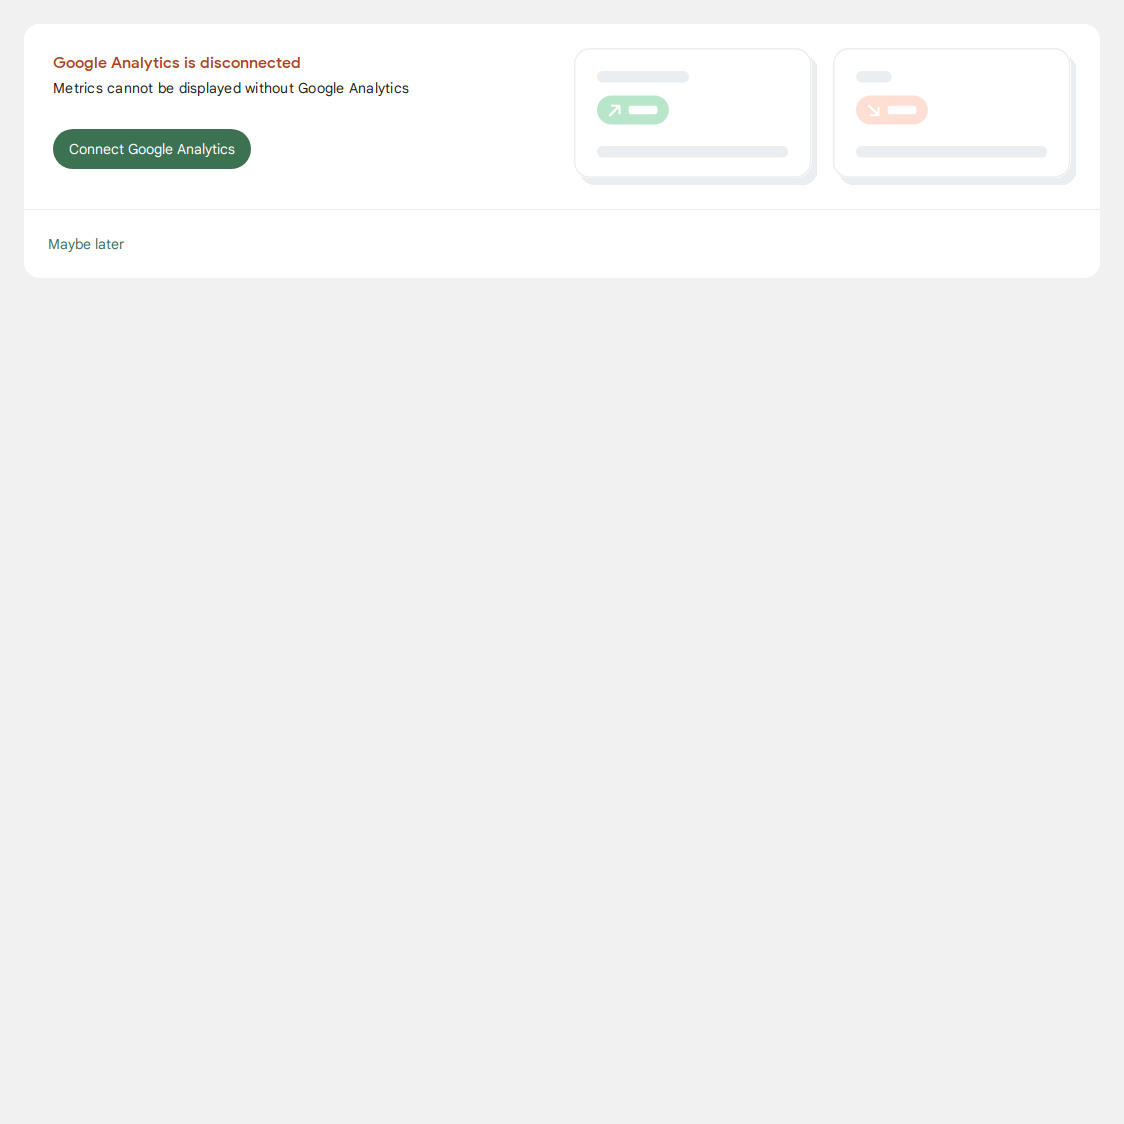 Google Analytics is disconnected
Metrics cannot be displayed without Google Analytics
Connect Google Analytics
Maybe later